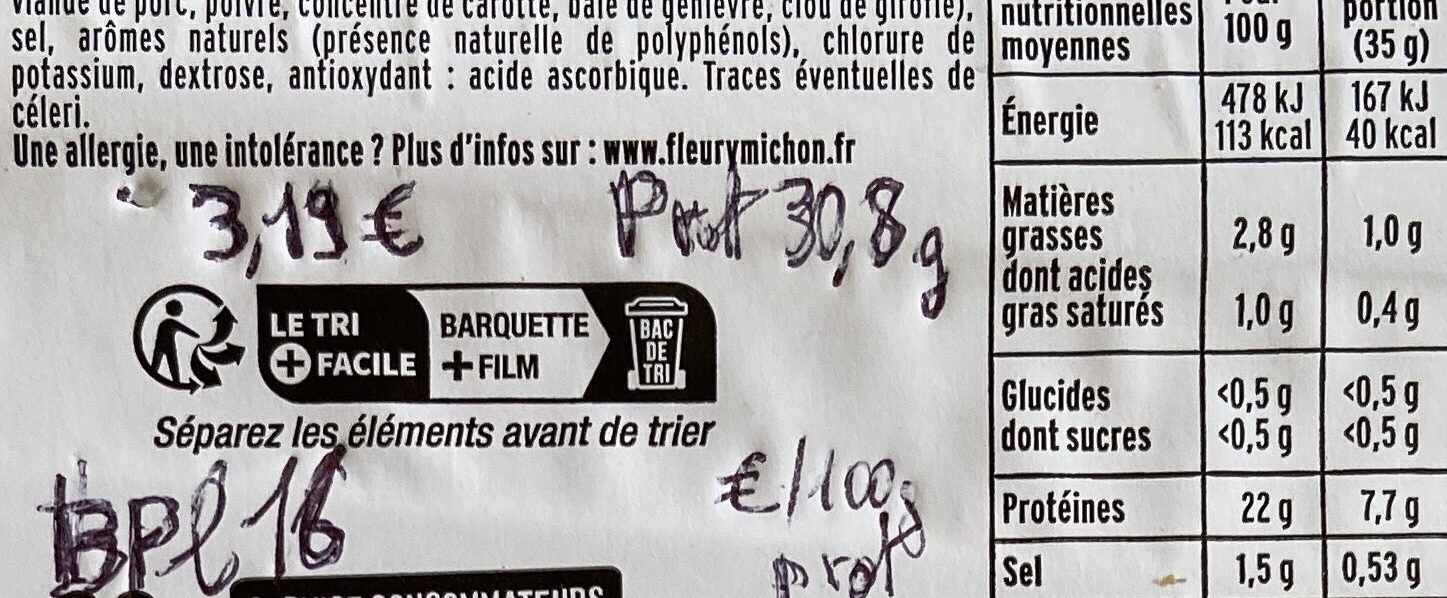 viande de porc, poivre, concentré de carotte, baie de genièvre, clou de girofle),
sel, arômes naturels (présence naturelle de polyphénols), chlorure de
potassium, dextrose, antioxydant : acide ascorbique. Traces éventuelles de
céleri.
Une allergie, une intolérance ? Plus d'infos sur : www.fleurymichon.fr
3,19 €
Prot 30,8 g
LE TRI
+ FACILE
BARQUETTE
+ FILM
BAC
DE
TRI
Séparez les éléments avant de trier
BPl 16
€/100g
prot
CONSOMMATEURS
nutritionnelles moyennes 100 g portion (35 g)
Énergie 478 kJ 167 kJ
113 kcal 40 kcal
Matières
grasses 2,8 g 1,0 g
dont acides
gras saturés 1,0 g 0,4 g
Glucides <0,5 g <0,5 g
dont sucres <0,5 g <0,5 g
Protéines 22 g 7,7 g
Sel 1,5 g 0,53 g